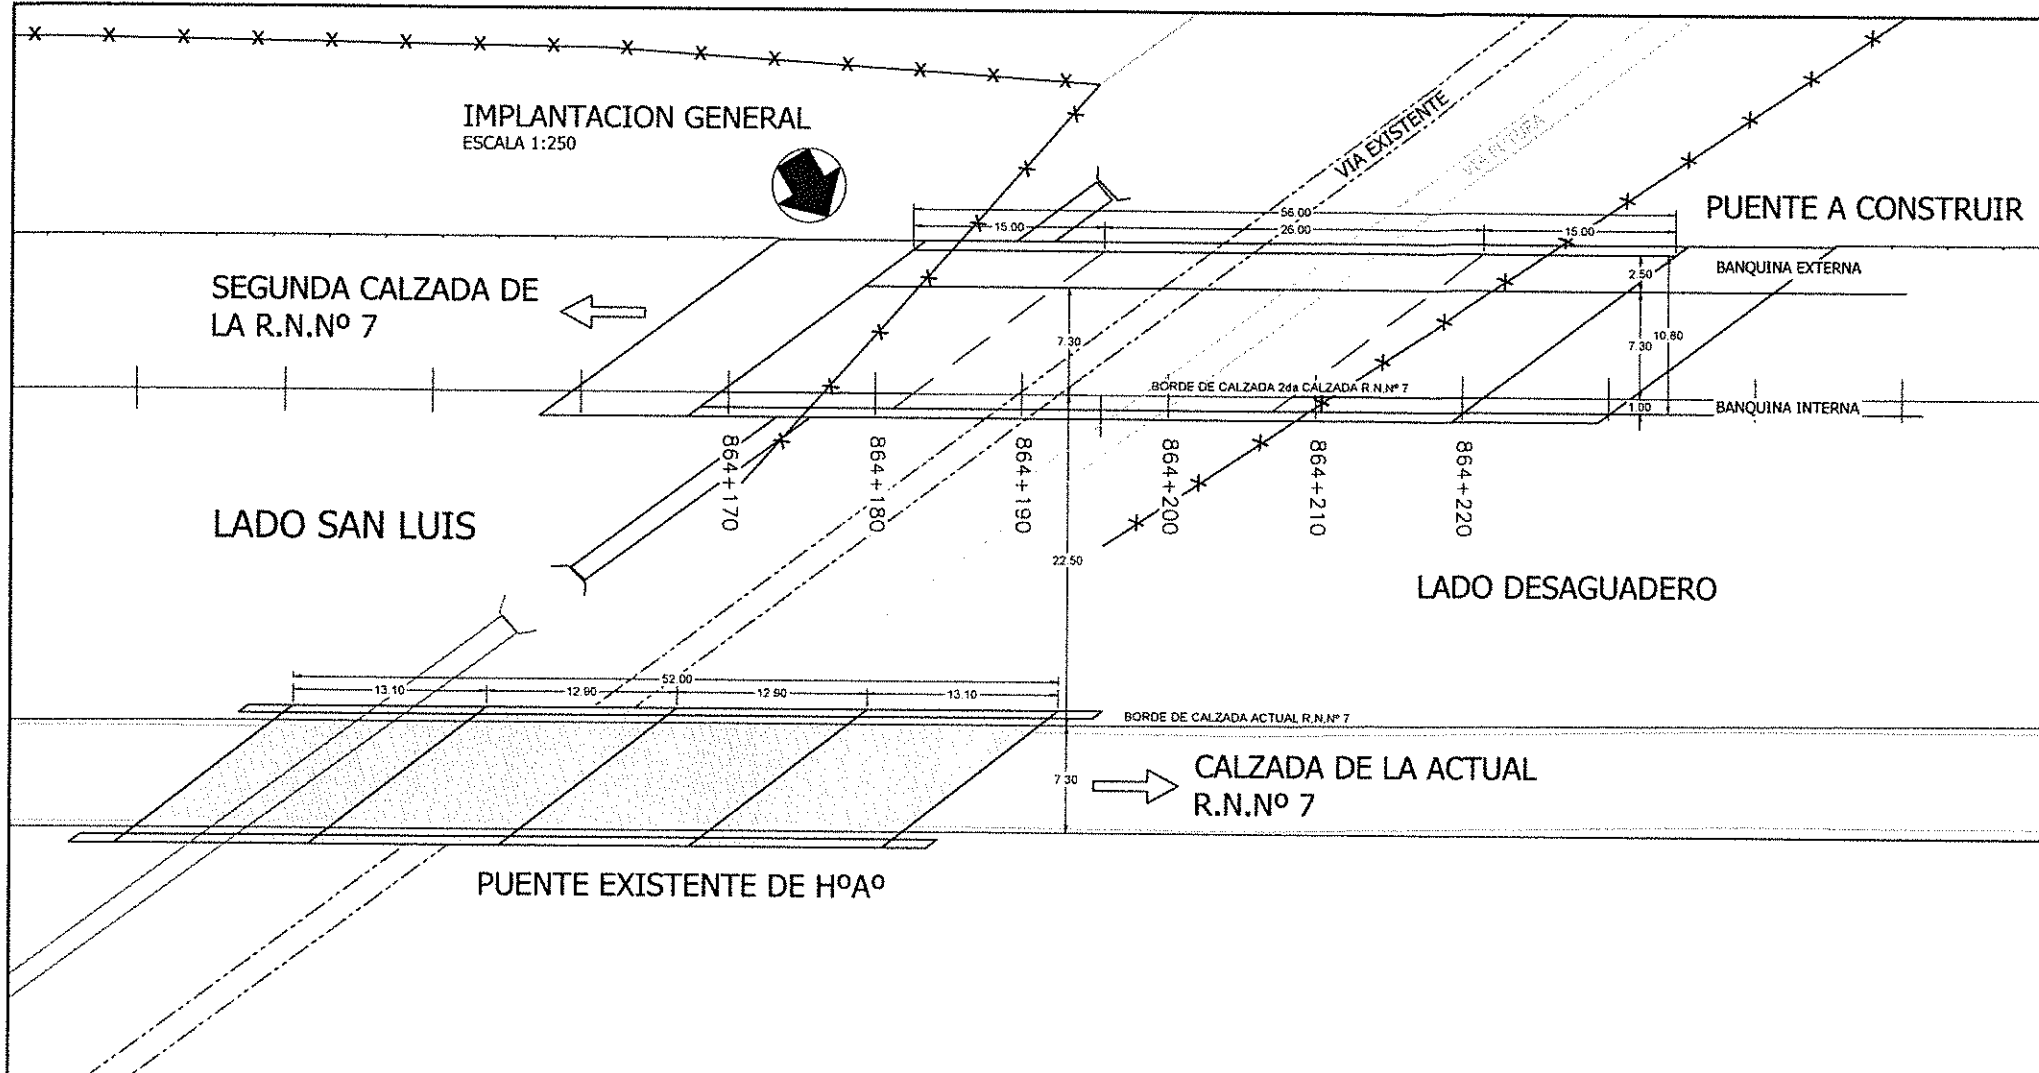 IMPLANTACION GENERAL
ESCALA 1:250
VIA EXISTENTE
VIA FUTURA
PUENTE A CONSTRUIR
56.00
15.00
26.00
15.00
BANQUINA EXTERNA
2.50
SEGUNDA CALZADA DE
LA R.N.Nº 7
7.30
7.30
10.80
BORDE DE CALZADA 2da CALZADA R.N.Nº 7
1.00
BANQUINA INTERNA
864+170
864+180
864+190
864+200
864+210
864+220
LADO SAN LUIS
22.50
LADO DESAGUADERO
52.00
13.10
12.90
12.90
13.10
BORDE DE CALZADA ACTUAL R.N.Nº 7
7.30
CALZADA DE LA ACTUAL
R.N.Nº 7
PUENTE EXISTENTE DE HºAº